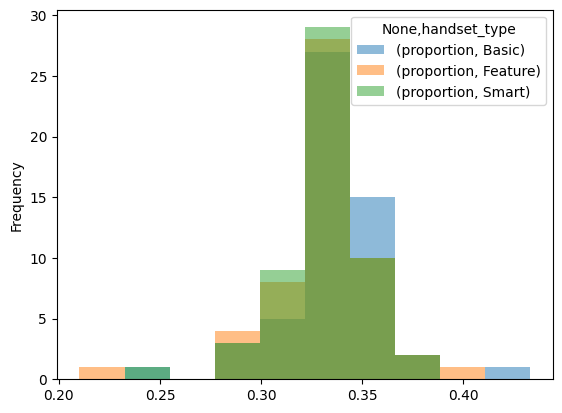 30
25
20
15
10
5
0
Frequency
None,handset_type
(proportion, Basic)
(proportion, Feature)
(proportion, Smart)
0.20
0.25
0.30
0.35
0.40